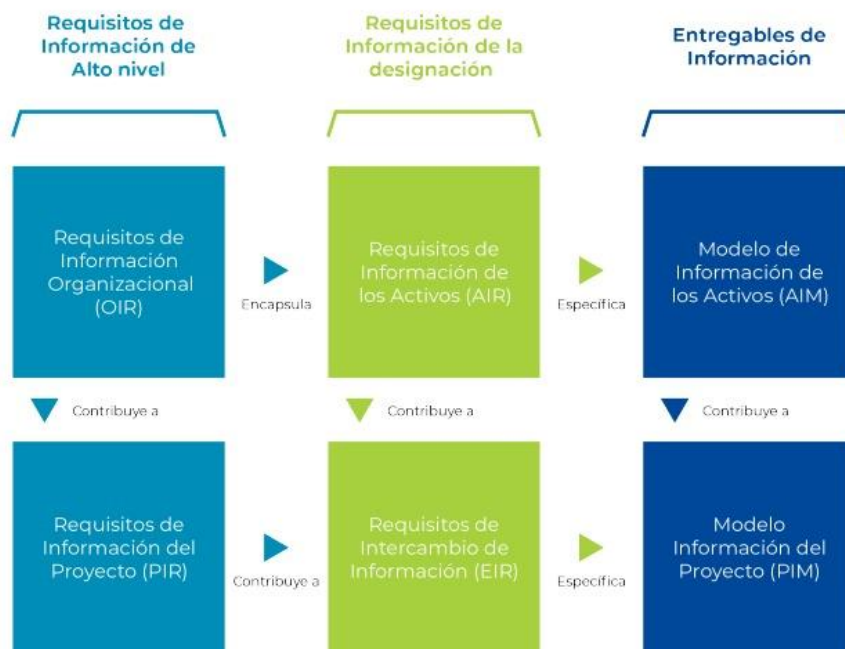 Requisitos de
Información de
Alto nivel
Requisitos de
Información de la
designación
Entregables de
Información
Requisitos de
Información
Organizacional
(OIR)
Encapsula
Requisitos de
Información de
los Activos (AIR)
Específica
Modelo de
Información de
los Activos (AIM)
Contribuye a
Contribuye a
Contribuye a
Requisitos de
Información del
Proyecto (PIR)
Contribuye a
Requisitos de
Intercambio de
Información (EIR)
Específica
Modelo
Información del
Proyecto (PIM)